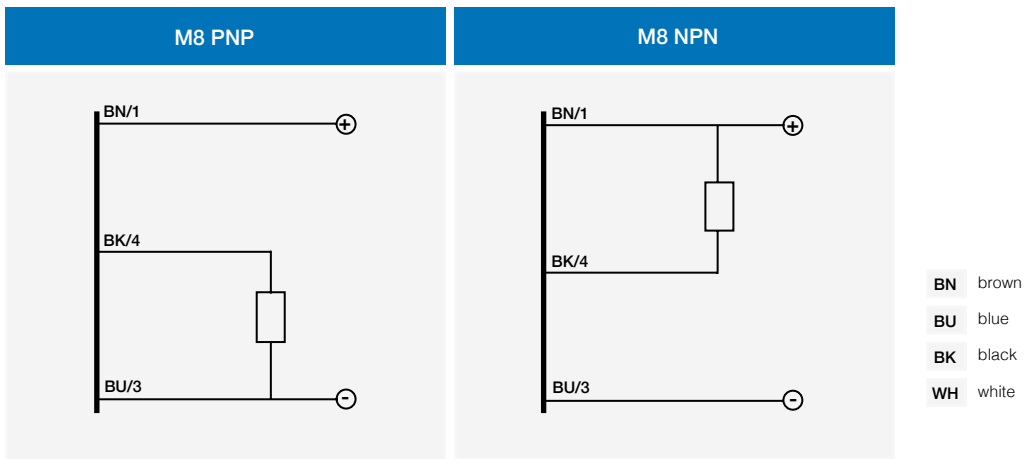 M8 PNP
BN/1
+
BK/4
BU/3
-
M8 NPN
BN/1
+
BK/4
BU/3
-
BN brown
BU blue
BK black
WH white